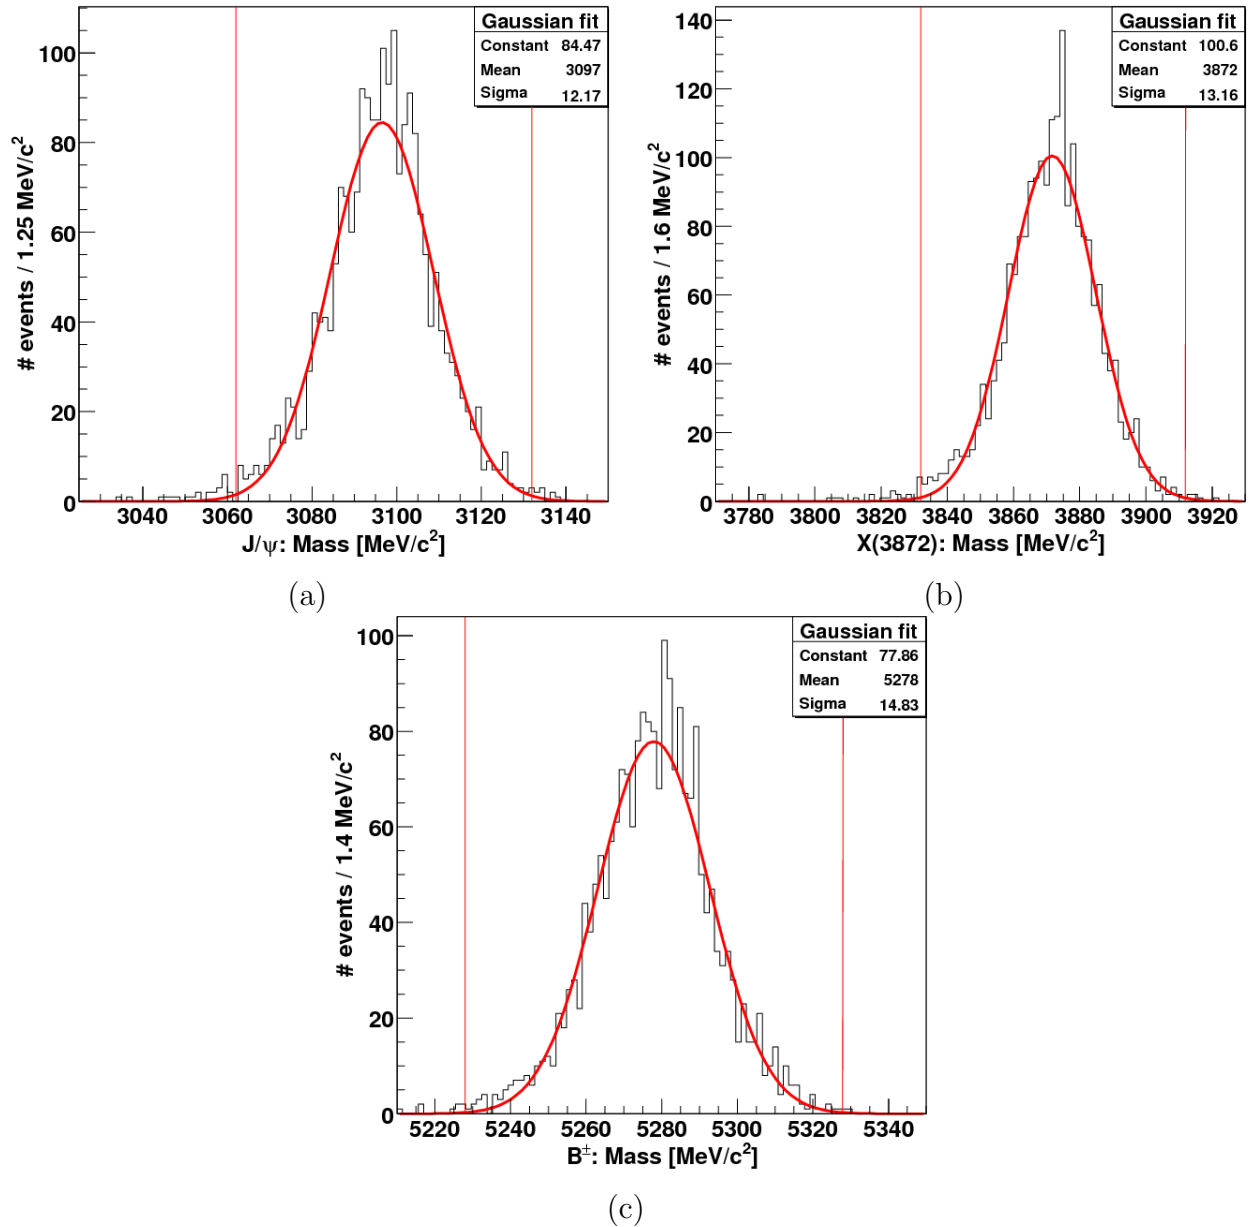 Gaussian fit
Constant 84.47
Mean 3097
Sigma 12.17
# events / 1.25 MeV/c²
100
80
60
40
20
0
3040 3060 3080 3100 3120 3140
J/ψ: Mass [MeV/c²]
(a)
Gaussian fit
Constant 100.6
Mean 3872
Sigma 13.16
# events / 1.6 MeV/c²
140
120
100
80
60
40
20
0
3780 3800 3820 3840 3860 3880 3900 3920
X(3872): Mass [MeV/c²]
(b)
Gaussian fit
Constant 77.86
Mean 5278
Sigma 14.83
# events / 1.4 MeV/c²
100
80
60
40
20
0
5220 5240 5260 5280 5300 5320 5340
B±: Mass [MeV/c²]
(c)